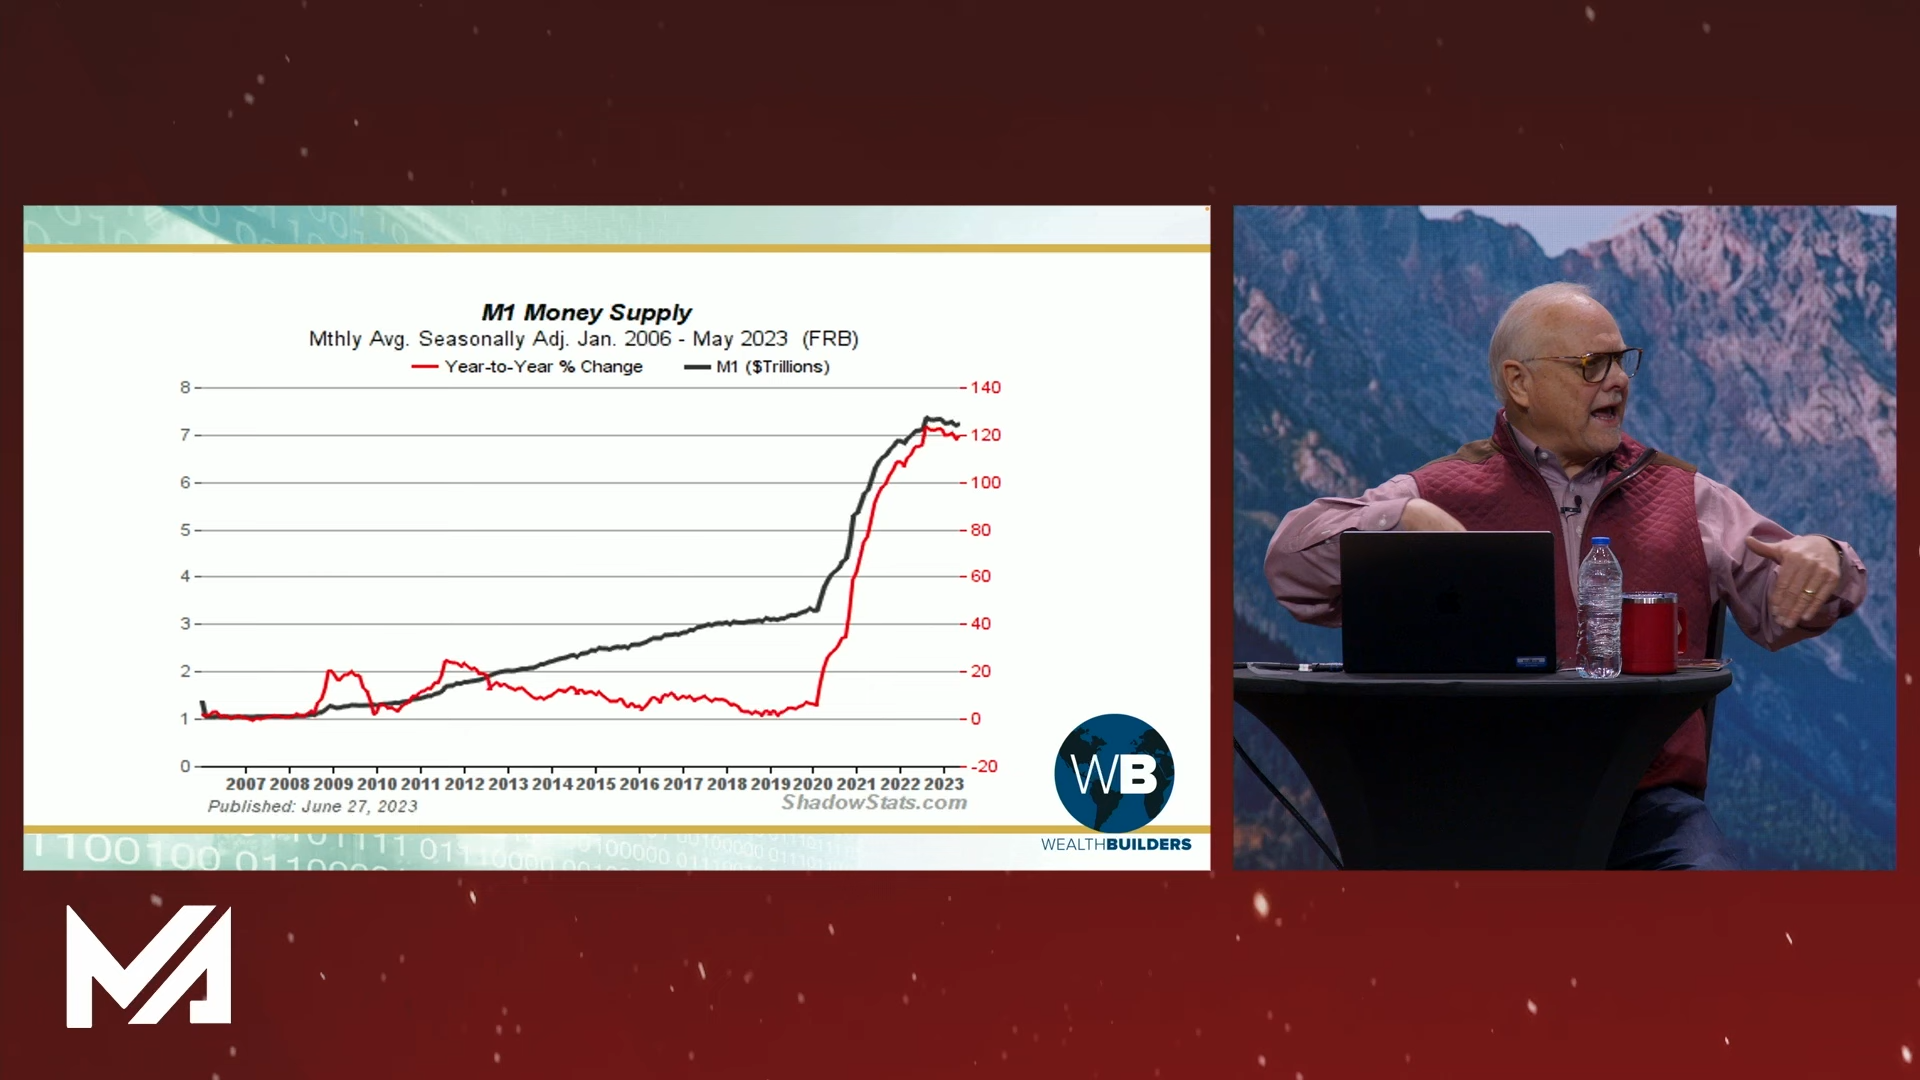 M1 Money Supply
Mthly Avg. Seasonally Adj. Jan. 2006 - May 2023 (FRB)
Year-to-Year % Change M1 ($Trillions)
8 140
7 120
6 100
5 80
4 60
3 40
2 20
1 0
0 -20
2007 2008 2009 2010 2011 2012 2013 2014 2015 2016 2017 2018 2019 2020 2021 2022 2023
Published: June 27, 2023 ShadowStats.com
WB
WEALTHBUILDERS
MA